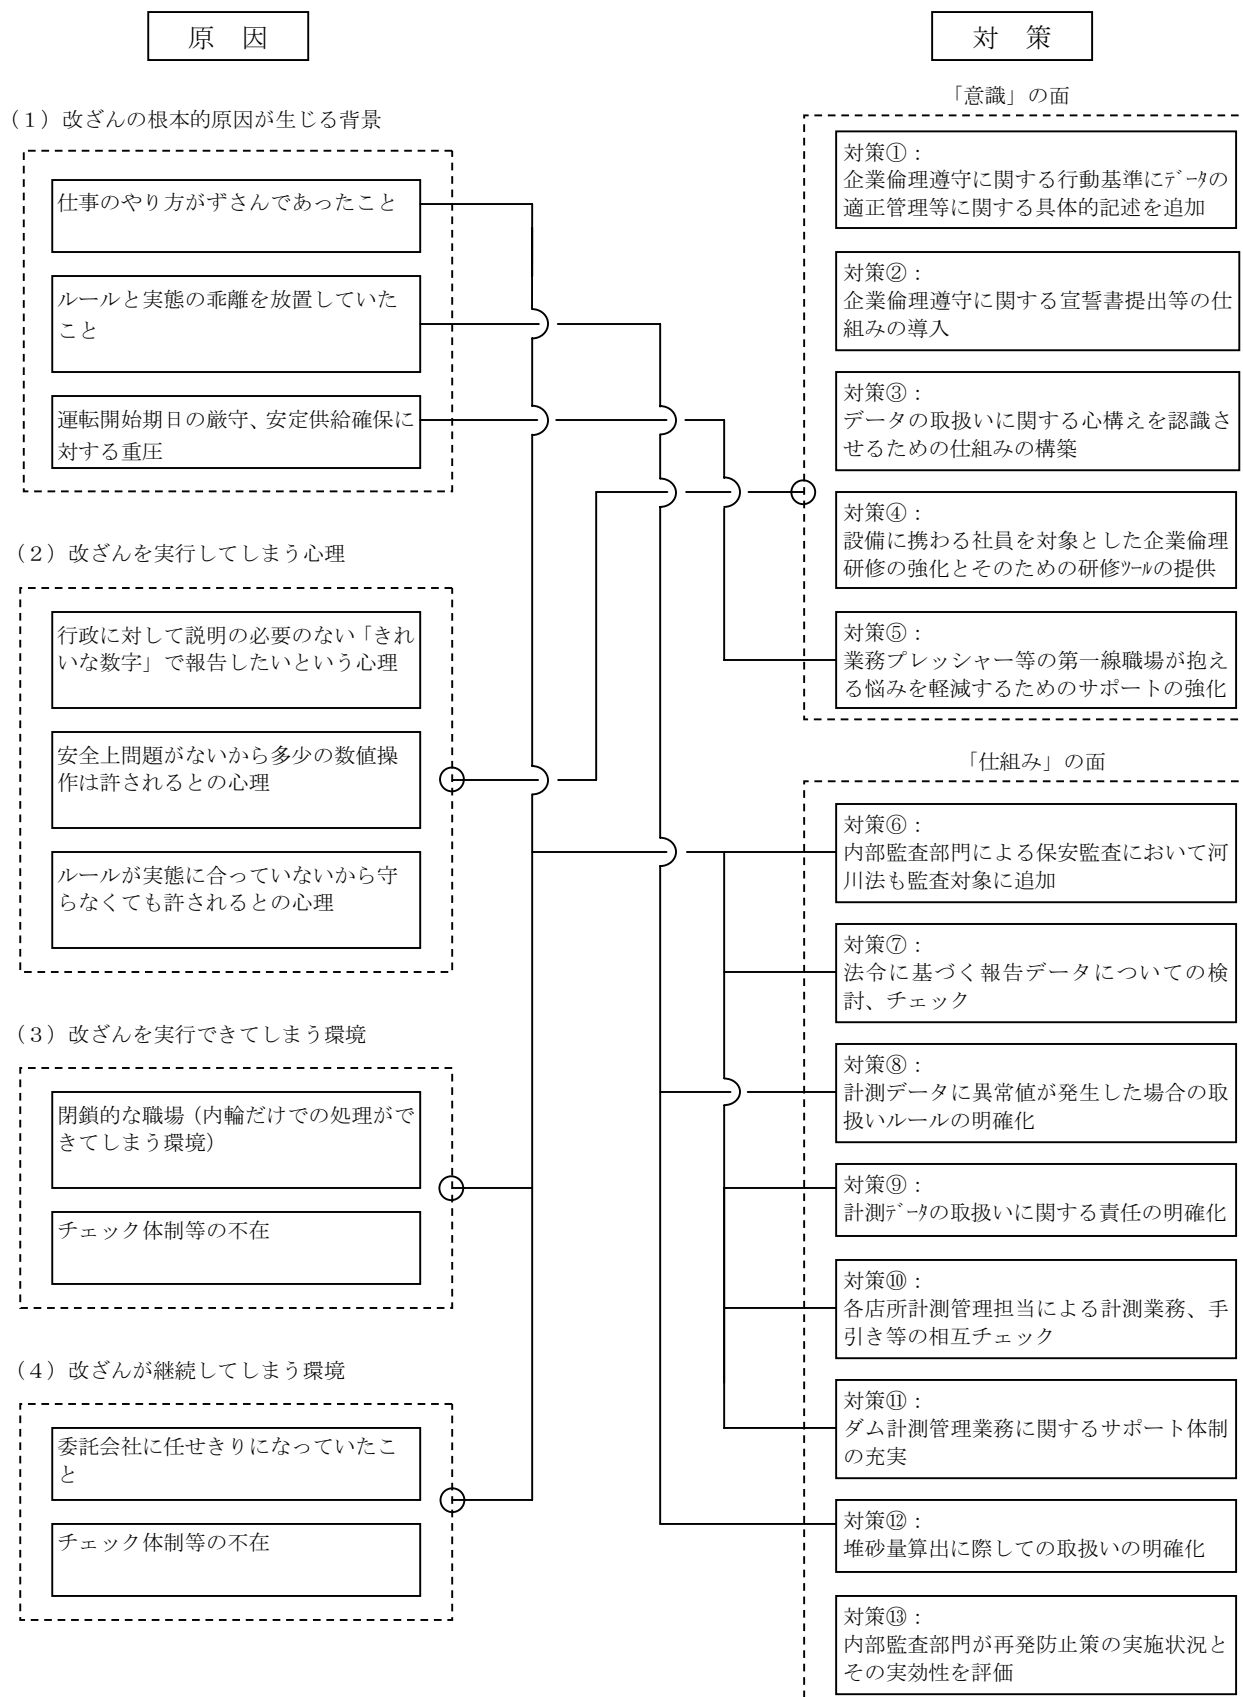 原　因
（１）改ざんの根本的原因が生じる背景
仕事のやり方がずさんであったこと
ルールと実態の乖離を放置していた
こと
運転開始期日の厳守、安定供給確保に
対する重圧
（２）改ざんを実行してしまう心理
行政に対して説明の必要のない「きれ
いな数字」で報告したいという心理
安全上問題がないから多少の数値操
作は許されるとの心理
ルールが実態に合っていないから守
らなくても許されるとの心理
（３）改ざんを実行できてしまう環境
閉鎖的な職場（内輪だけでの処理がで
きてしまう環境）
チェック体制等の不在
（４）改ざんが継続してしまう環境
委託会社に任せきりになっていたこ
と
チェック体制等の不在
対　策
「意識」の面
対策①：
企業倫理遵守に関する行動基準にﾃﾞｰﾀの
適正管理等に関する具体的記述を追加
対策②：
企業倫理遵守に関する宣誓書提出等の仕
組みの導入
対策③：
データの取扱いに関する心構えを認識さ
せるための仕組みの構築
対策④：
設備に携わる社員を対象とした企業倫理
研修の強化とそのための研修ﾂｰﾙの提供
対策⑤：
業務プレッシャー等の第一線職場が抱え
る悩みを軽減するためのサポートの強化
「仕組み」の面
対策⑥：
内部監査部門による保安監査において河
川法も監査対象に追加
対策⑦：
法令に基づく報告データについての検
討、チェック
対策⑧：
計測データに異常値が発生した場合の取
扱いルールの明確化
対策⑨：
計測ﾃﾞｰﾀの取扱いに関する責任の明確化
対策⑩：
各店所計測管理担当による計測業務、手
引き等の相互チェック
対策⑪：
ダム計測管理業務に関するサポート体制
の充実
対策⑫：
堆砂量算出に際しての取扱いの明確化
対策⑬：
内部監査部門が再発防止策の実施状況と
その実効性を評価